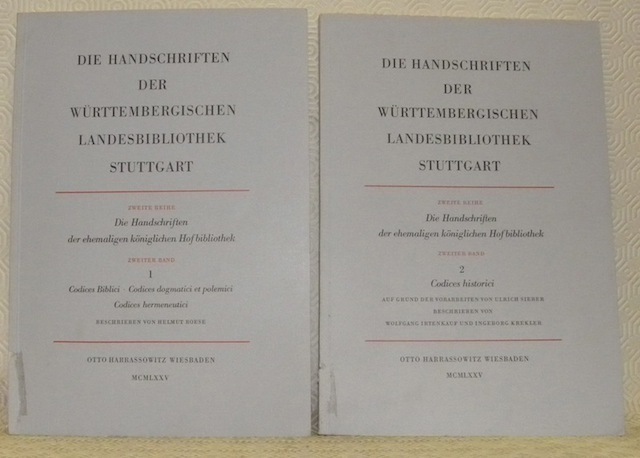 DIE HANDSCHRIFTEN
DER
WÜRTTEMBERGISCHEN
LANDESBIBLIOTHEK
STUTTGART
ZWEITE REIHE
Die Handschriften
der ehemaligen königlichen Hofbibliothek
ZWEITER BAND
1
Codices Biblici · Codices dogmatici et polemici
Codices hermeneutici
BESCHRIEBEN VON HELMUT BOESE
OTTO HARRASSOWITZ WIESBADEN
MCMLXXV
DIE HANDSCHRIFTEN
DER
WÜRTTEMBERGISCHEN
LANDESBIBLIOTHEK
STUTTGART
ZWEITE REIHE
Die Handschriften
der ehemaligen königlichen Hofbibliothek
ZWEITER BAND
2
Codices historici
AUF GRUND DER VORARBEITEN VON ULRICH SIEBER
BESCHRIEBEN VON
WOLFGANG IRTENKAUF UND INGEBORG KREKLER
OTTO HARRASSOWITZ WIESBADEN
MCMLXXV